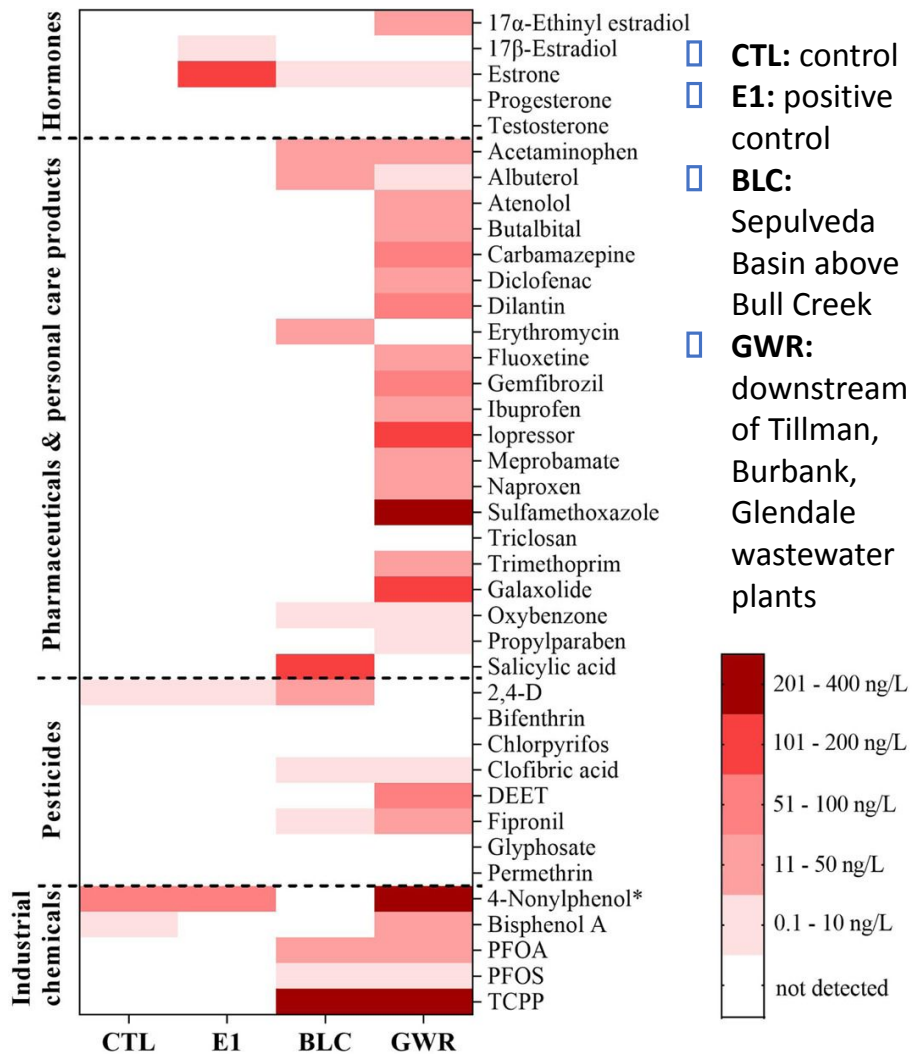 Hormones
Pharmaceuticals & personal care products
Pesticides
Industrial
chemicals
17α-Ethinyl estradiol
17β-Estradiol
Estrone
Progesterone
Testosterone
Acetaminophen
Albuterol
Atenolol
Butalbital
Carbamazepine
Diclofenac
Dilantin
Erythromycin
Fluoxetine
Gemfibrozil
Ibuprofen
lopressor
Meprobamate
Naproxen
Sulfamethoxazole
Triclosan
Trimethoprim
Galaxolide
Oxybenzone
Propylparaben
Salicylic acid
2,4-D
Bifenthrin
Chlorpyrifos
Clofibric acid
DEET
Fipronil
Glyphosate
Permethrin
4-Nonylphenol*
Bisphenol A
PFOA
PFOS
TCPP
CTL E1 BLC GWR
CTL: control
E1: positive
control
BLC:
Sepulveda
Basin above
Bull Creek
GWR:
downstream
of Tillman,
Burbank,
Glendale
wastewater
plants
201 - 400 ng/L
101 - 200 ng/L
51 - 100 ng/L
11 - 50 ng/L
0.1 - 10 ng/L
not detected